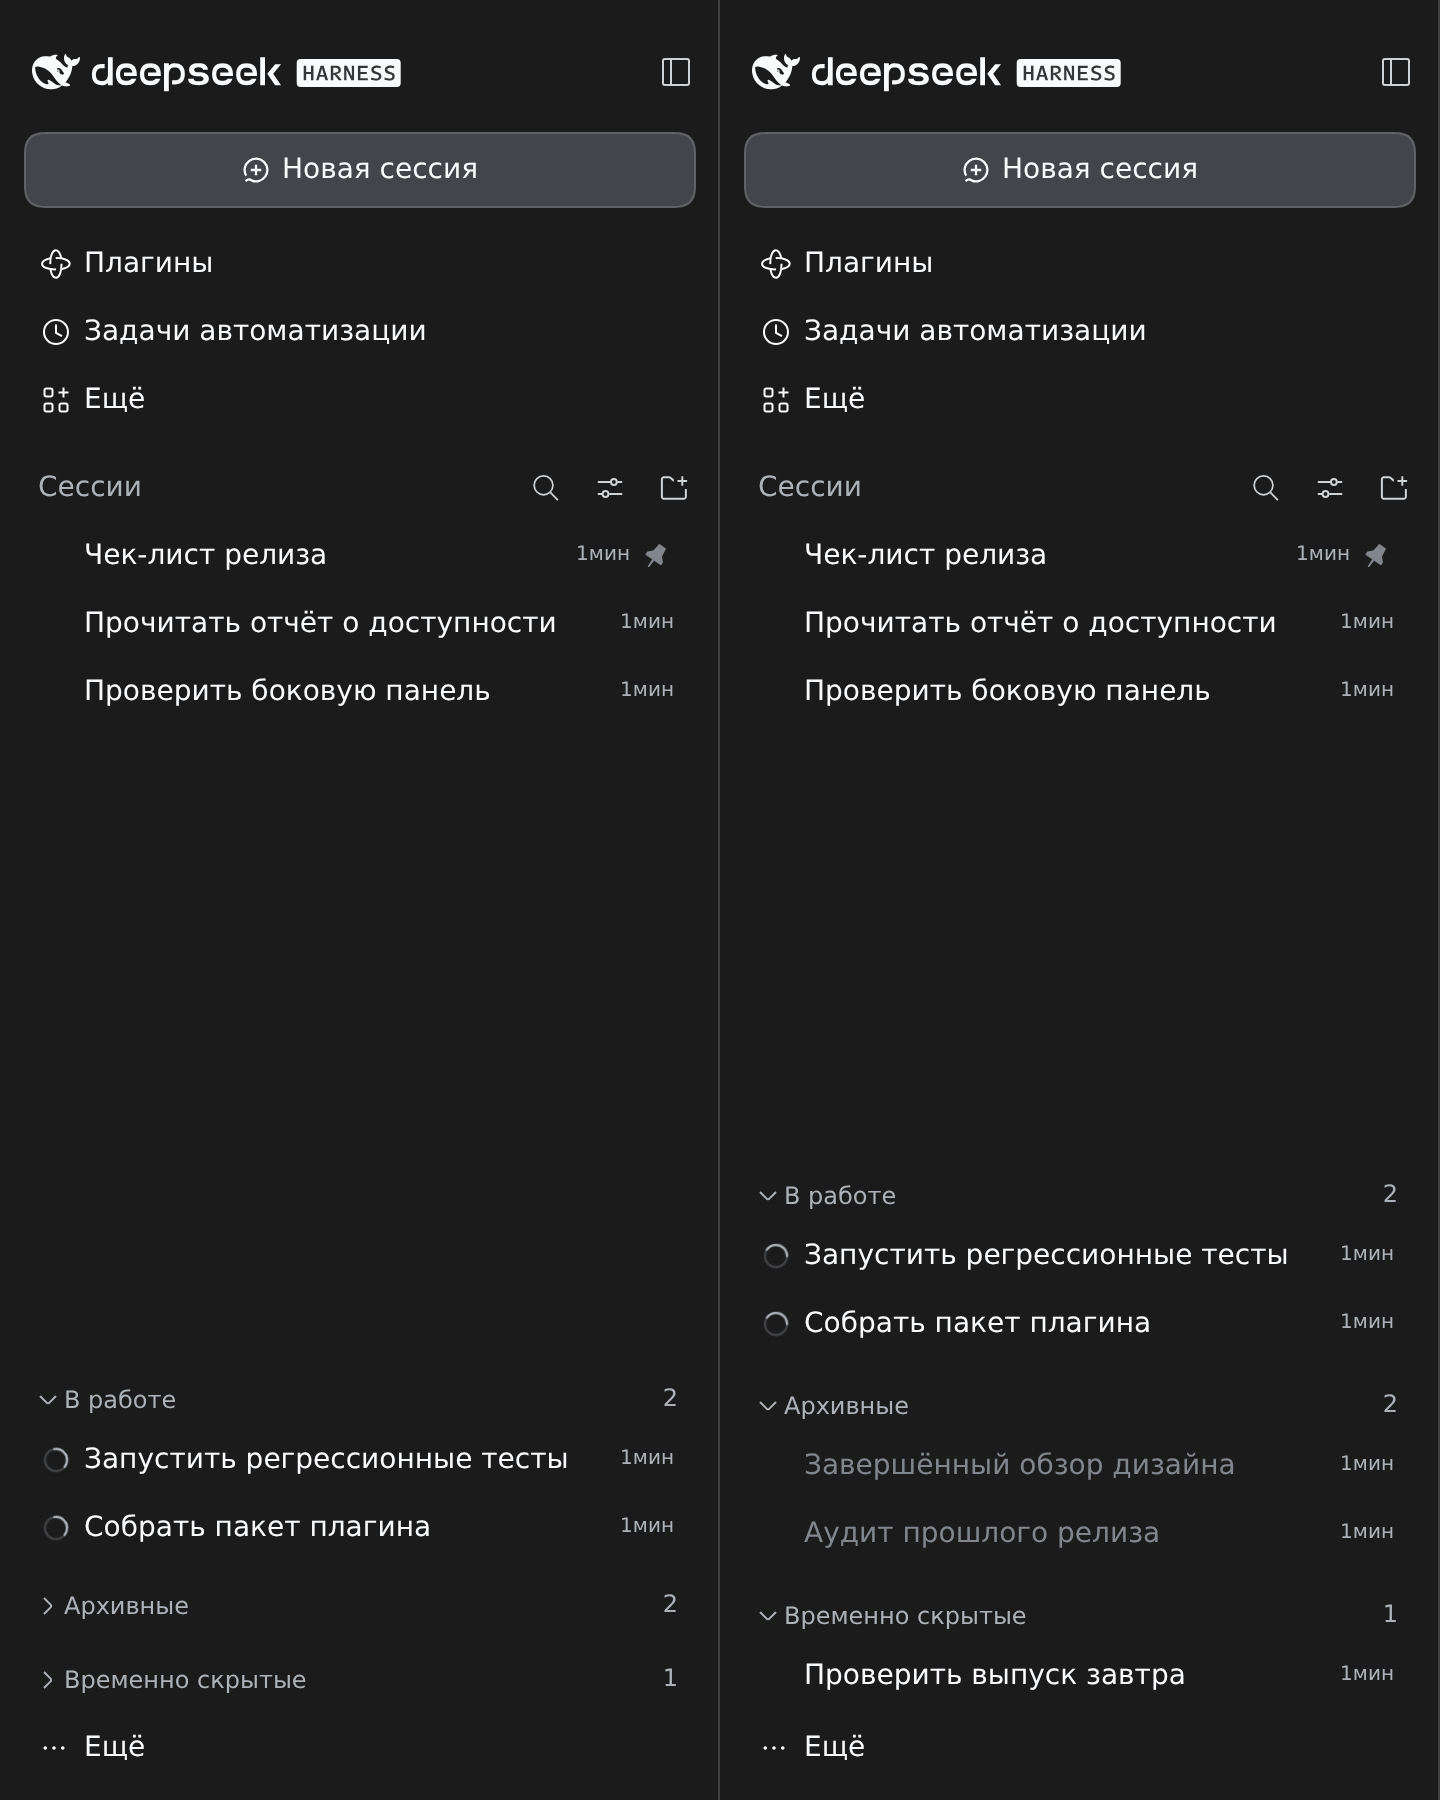 deepseek HARNESS
Новая сессия
Плагины
Задачи автоматизации
Ещё
Сессии
Чек-лист релиза 1мин
Прочитать отчёт о доступности 1мин
Проверить боковую панель 1мин
В работе 2
Запустить регрессионные тесты 1мин
Собрать пакет плагина 1мин
Архивные 2
Временно скрытые 1
Ещё
deepseek HARNESS
Новая сессия
Плагины
Задачи автоматизации
Ещё
Сессии
Чек-лист релиза 1мин
Прочитать отчёт о доступности 1мин
Проверить боковую панель 1мин
В работе 2
Запустить регрессионные тесты 1мин
Собрать пакет плагина 1мин
Архивные 2
Завершённый обзор дизайна 1мин
Аудит прошлого релиза 1мин
Временно скрытые 1
Проверить выпуск завтра 1мин
Ещё